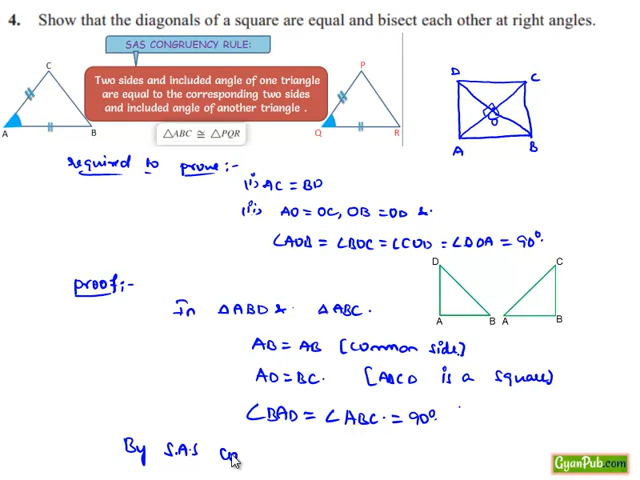 4. Show that the diagonals of a square are equal and bisect each other at right angles.
SAS CONGRUENCY RULE:
Two sides and included angle of one triangle
are equal to the corresponding two sides
and included angle of another triangle .
△ABC ≅ △PQR
C
A
B
P
Q
R
D
C
O
A
B
required to prove:-
(i) AC = BD
(ii) AO = OC, OB = OD &
∠AOB = ∠BOC = ∠COD = ∠DOA = 90°.
proof:-
In △ABD & △ABC.
AB = AB (common side)
AD = BC. [ABCD is a square)
∠BAD = ∠ABC. = 90°.
By S.A.S
D
A
B
C
A
B
GyanPub.com